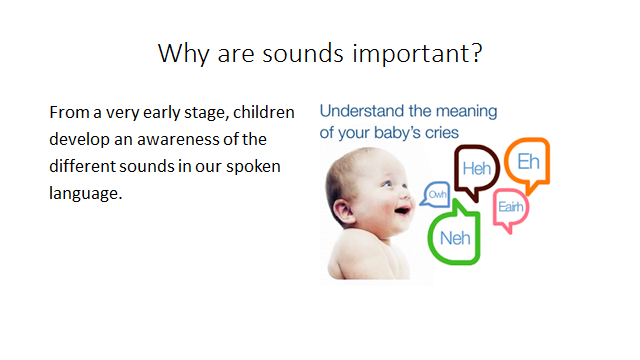 Why are sounds important?
From a very early stage, children
develop an awareness of the
different sounds in our spoken
language.
Understand the meaning
of your baby's cries
Owh
Heh
Eh
Eairh
Neh